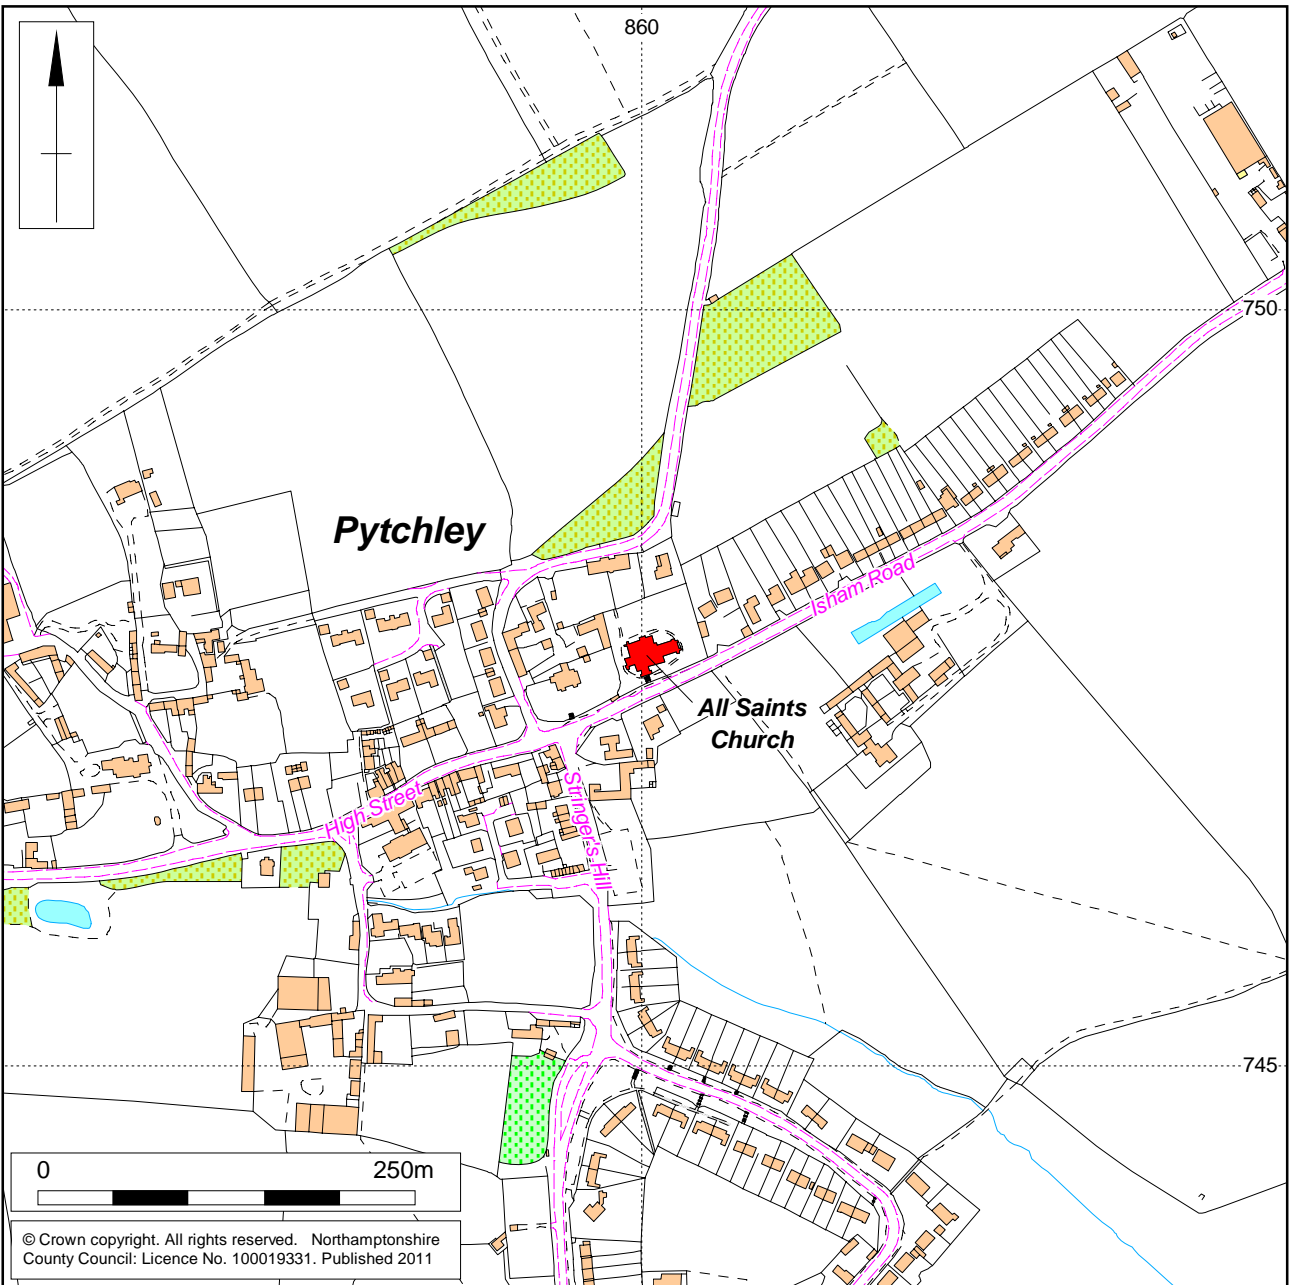 860
750
Pytchley
Isham Road
All Saints
Church
High Street
Stringer's Hill
745
0 250m
© Crown copyright. All rights reserved. Northamptonshire
County Council: Licence No. 100019331. Published 2011